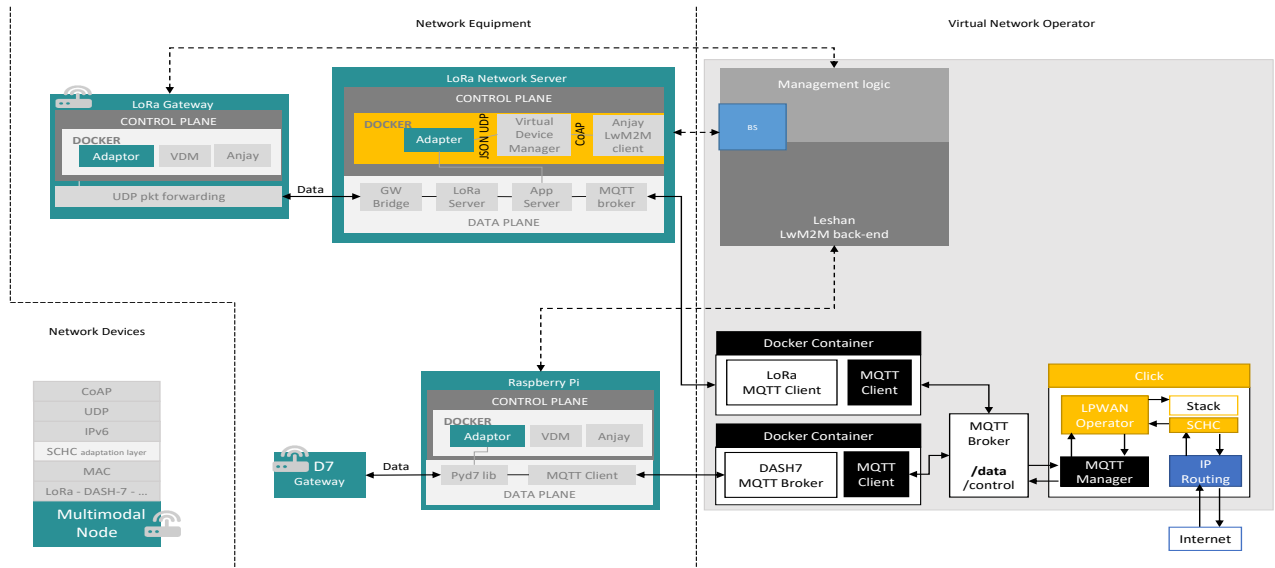 Network Equipment
Virtual Network Operator
LoRa Gateway
CONTROL PLANE
DOCKER
Adaptor
VDM
Anjay
UDP pkt forwarding
Data
LoRa Network Server
CONTROL PLANE
DOCKER
Adapter
JSON UDP
Virtual
Device
Manager
CoAP
Anjay
LwM2M
client
GW
Bridge
LoRa
Server
App
Server
MQTT
broker
DATA PLANE
Management logic
BS
Leshan
LwM2M back-end
Network Devices
CoAP
UDP
IPv6
SCHC adaptation layer
MAC
LoRa - DASH-7 - ...
Multimodal
Node
D7
Gateway
Data
Raspberry Pi
CONTROL PLANE
DOCKER
Adaptor
VDM
Anjay
Pyd7 lib
MQTT Client
DATA PLANE
Docker Container
LoRa
MQTT Client
MQTT
Client
Docker Container
DASH7
MQTT Broker
MQTT
Client
MQTT
Broker
/data
/control
Click
LPWAN
Operator
Stack
SCHC
MQTT
Manager
IP
Routing
Internet